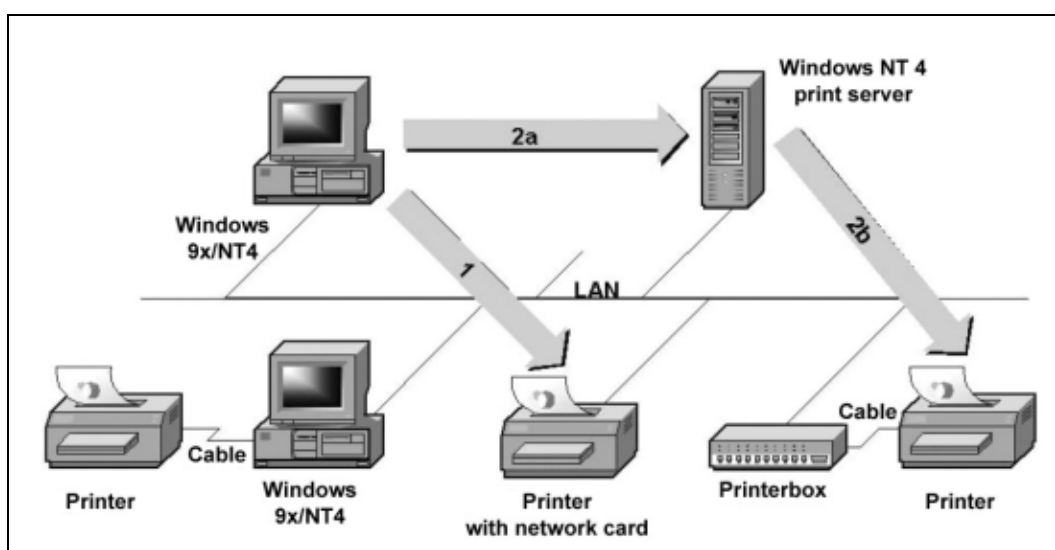 Windows NT 4
print server
2a
Windows
9x/NT4
1
2b
LAN
Cable
Cable
Printer
Windows
9x/NT4
Printer
with network card
Printerbox
Printer